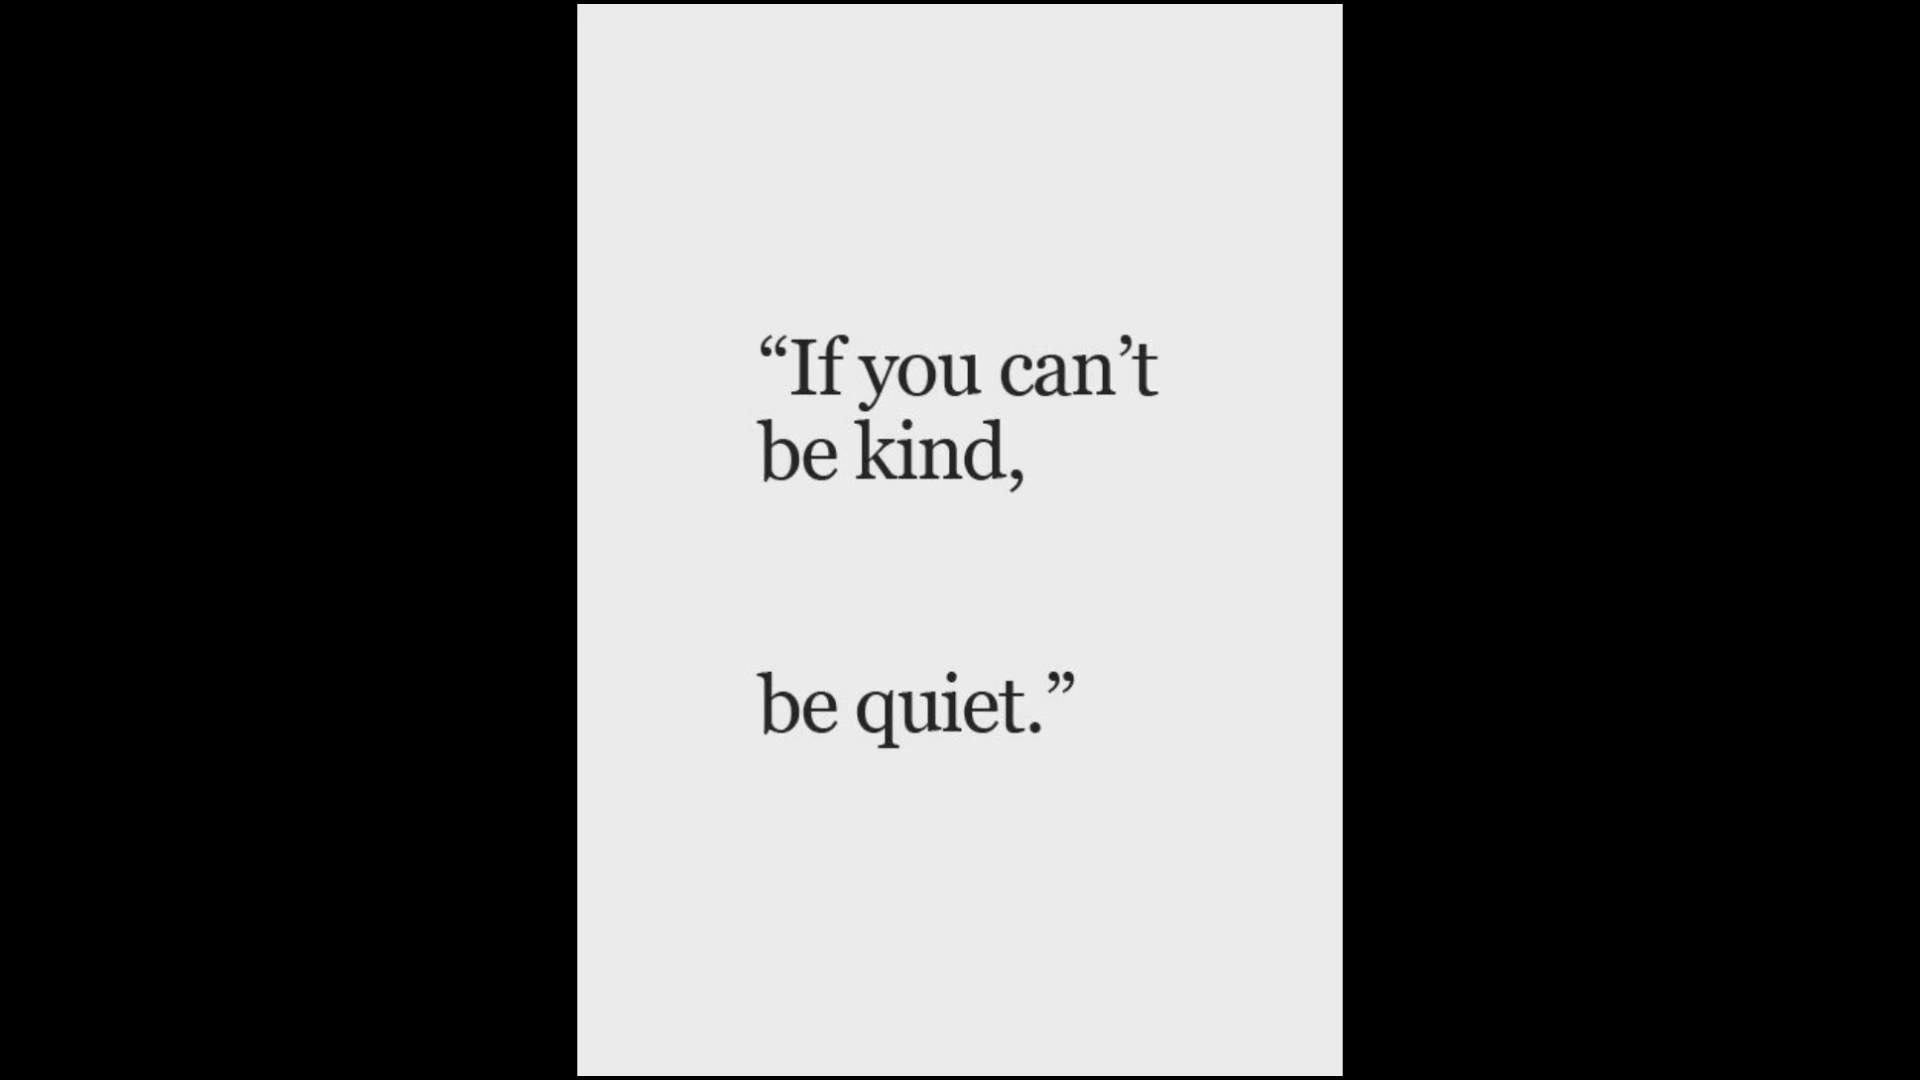 “If you can’t
be kind,
be quiet.”